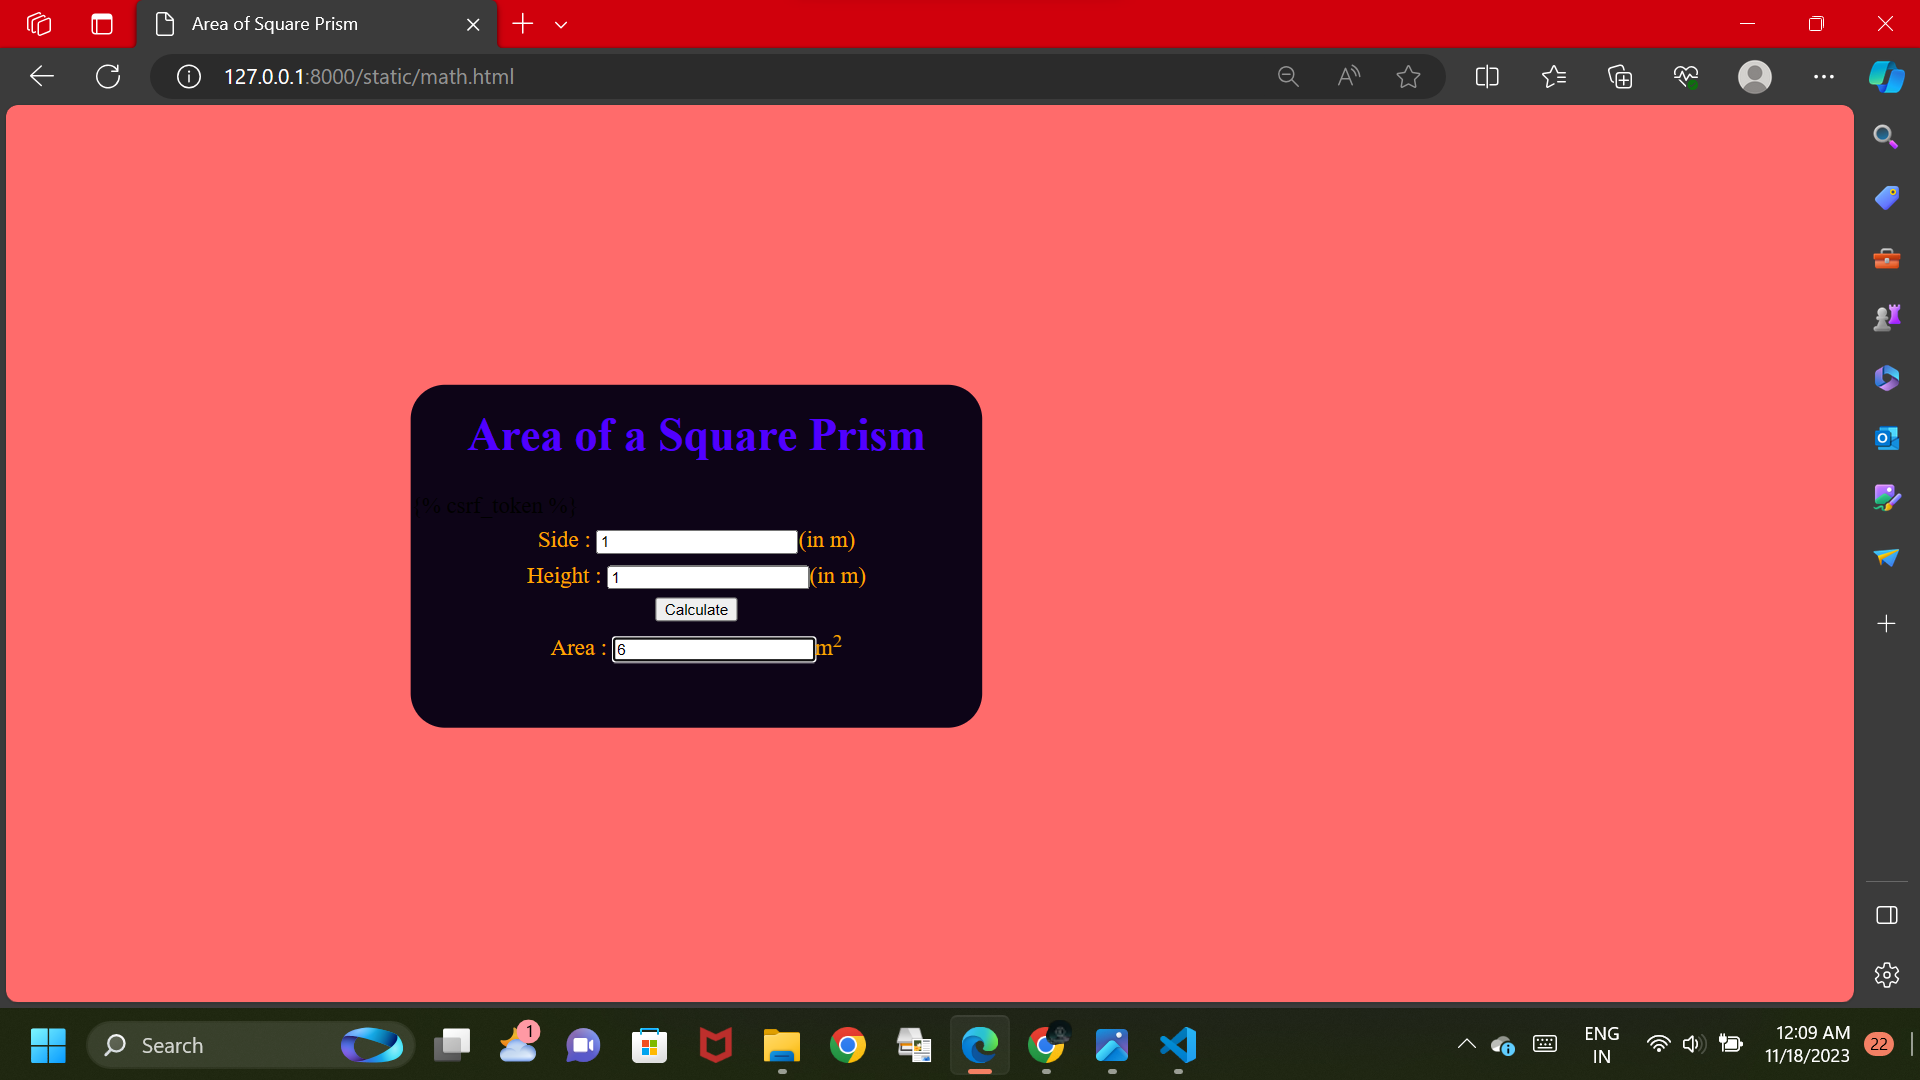 Area of Square Prism
127.0.0.1:8000/static/math.html
Area of a Square Prism
{% csrf_token %}
Side : 1 (in m)
Height : 1 (in m)
Calculate
Area : 6 m²
Search
1
ENG
IN
12:09 AM
11/18/2023
22